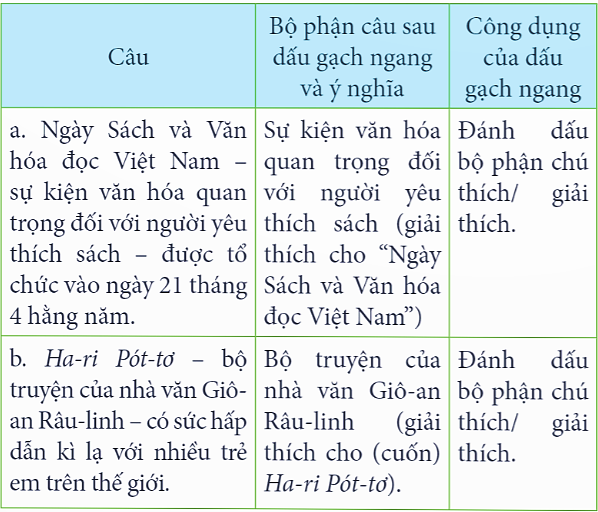 Câu
Bộ phận câu sau
dấu gạch ngang
và ý nghĩa
Công dụng
của dấu
gạch ngang
a. Ngày Sách và Văn
hóa đọc Việt Nam –
sự kiện văn hóa quan
trọng đối với người yêu
thích sách – được tổ
chức vào ngày 21 tháng
4 hằng năm.
Sự kiện văn hóa
quan trọng đối
với người yêu
thích sách (giải
thích cho “Ngày
Sách và Văn hóa
đọc Việt Nam”)
Đánh dấu
bộ phận chú
thích/ giải
thích.
b. Ha-ri Pót-tơ – bộ
truyện của nhà văn Giô-
an Râu-linh – có sức hấp
dẫn kì lạ với nhiều trẻ
em trên thế giới.
Bộ truyện của
nhà văn Giô-an
Râu-linh (giải
thích cho (cuốn)
Ha-ri Pót-tơ).
Đánh dấu
bộ phận chú
thích/ giải
thích.